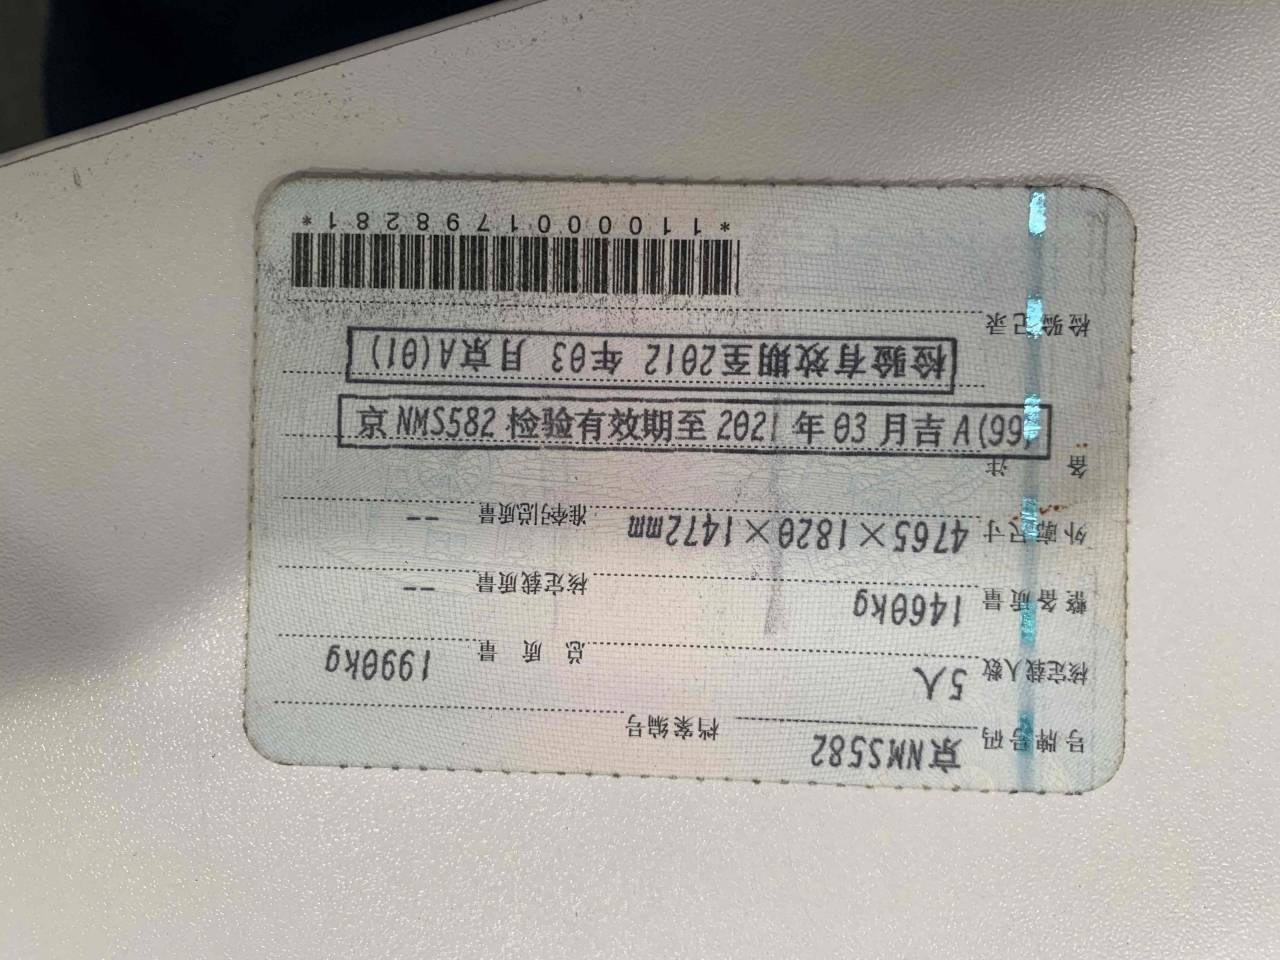 号牌号码 京NMS582 档案编号
核定载人数 5人 总质量 1990kg
整备质量 1460kg 核定载质量 --
外廓尺寸 4765×1820×1472mm 准牵引总质量 --
备注
京NMS582检验有效期至2021年03月吉A(99)
检验有效期至2012 年03 月京A(01)
检验记录
*1100001798281*